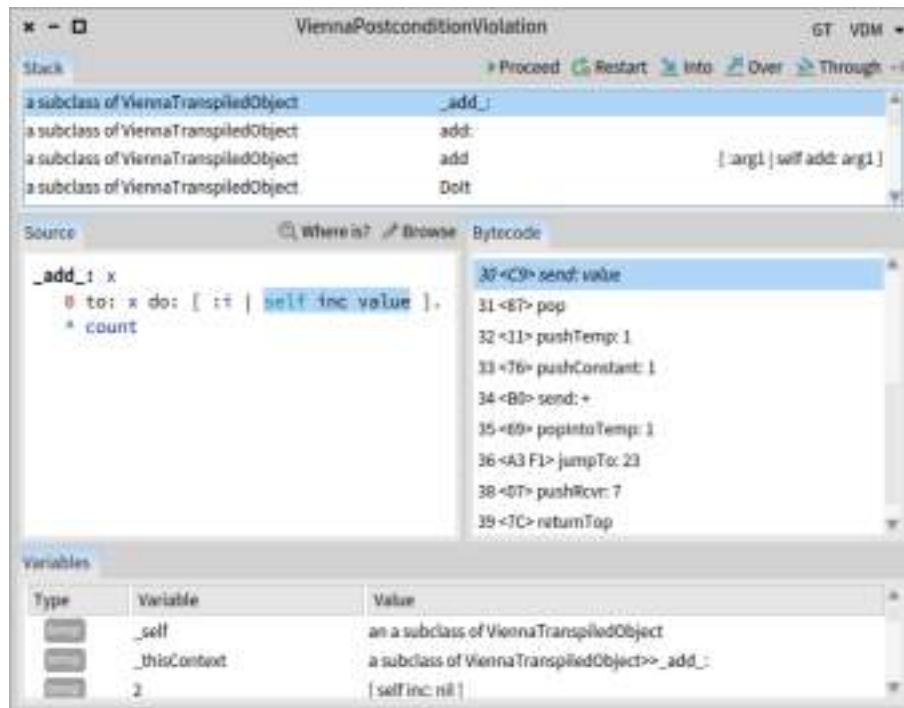 ViennaPostconditionViolation
GT VDM
Stack Proceed Restart Into Over Through
a subclass of ViennaTranspiledObject _add_:
a subclass of ViennaTranspiledObject add:
a subclass of ViennaTranspiledObject add [ :arg1 | self add: arg1 ]
a subclass of ViennaTranspiledObject DoIt
Source Where is? Browse Bytecode
_add_: x
0 to: x do: [ :i | self inc value ].
^ count
30 <C9> send: value
31 <87> pop
32 <11> pushTemp: 1
33 <76> pushConstant: 1
34 <B0> send: +
35 <69> popIntoTemp: 1
36 <A3 F1> jumpTo: 23
38 <07> pushRcvr: 7
39 <7C> returnTop
Variables
Type Variable Value
_self an a subclass of ViennaTranspiledObject
_thisContext a subclass of ViennaTranspiledObject>>_add_:
2 [ self inc: nil ]